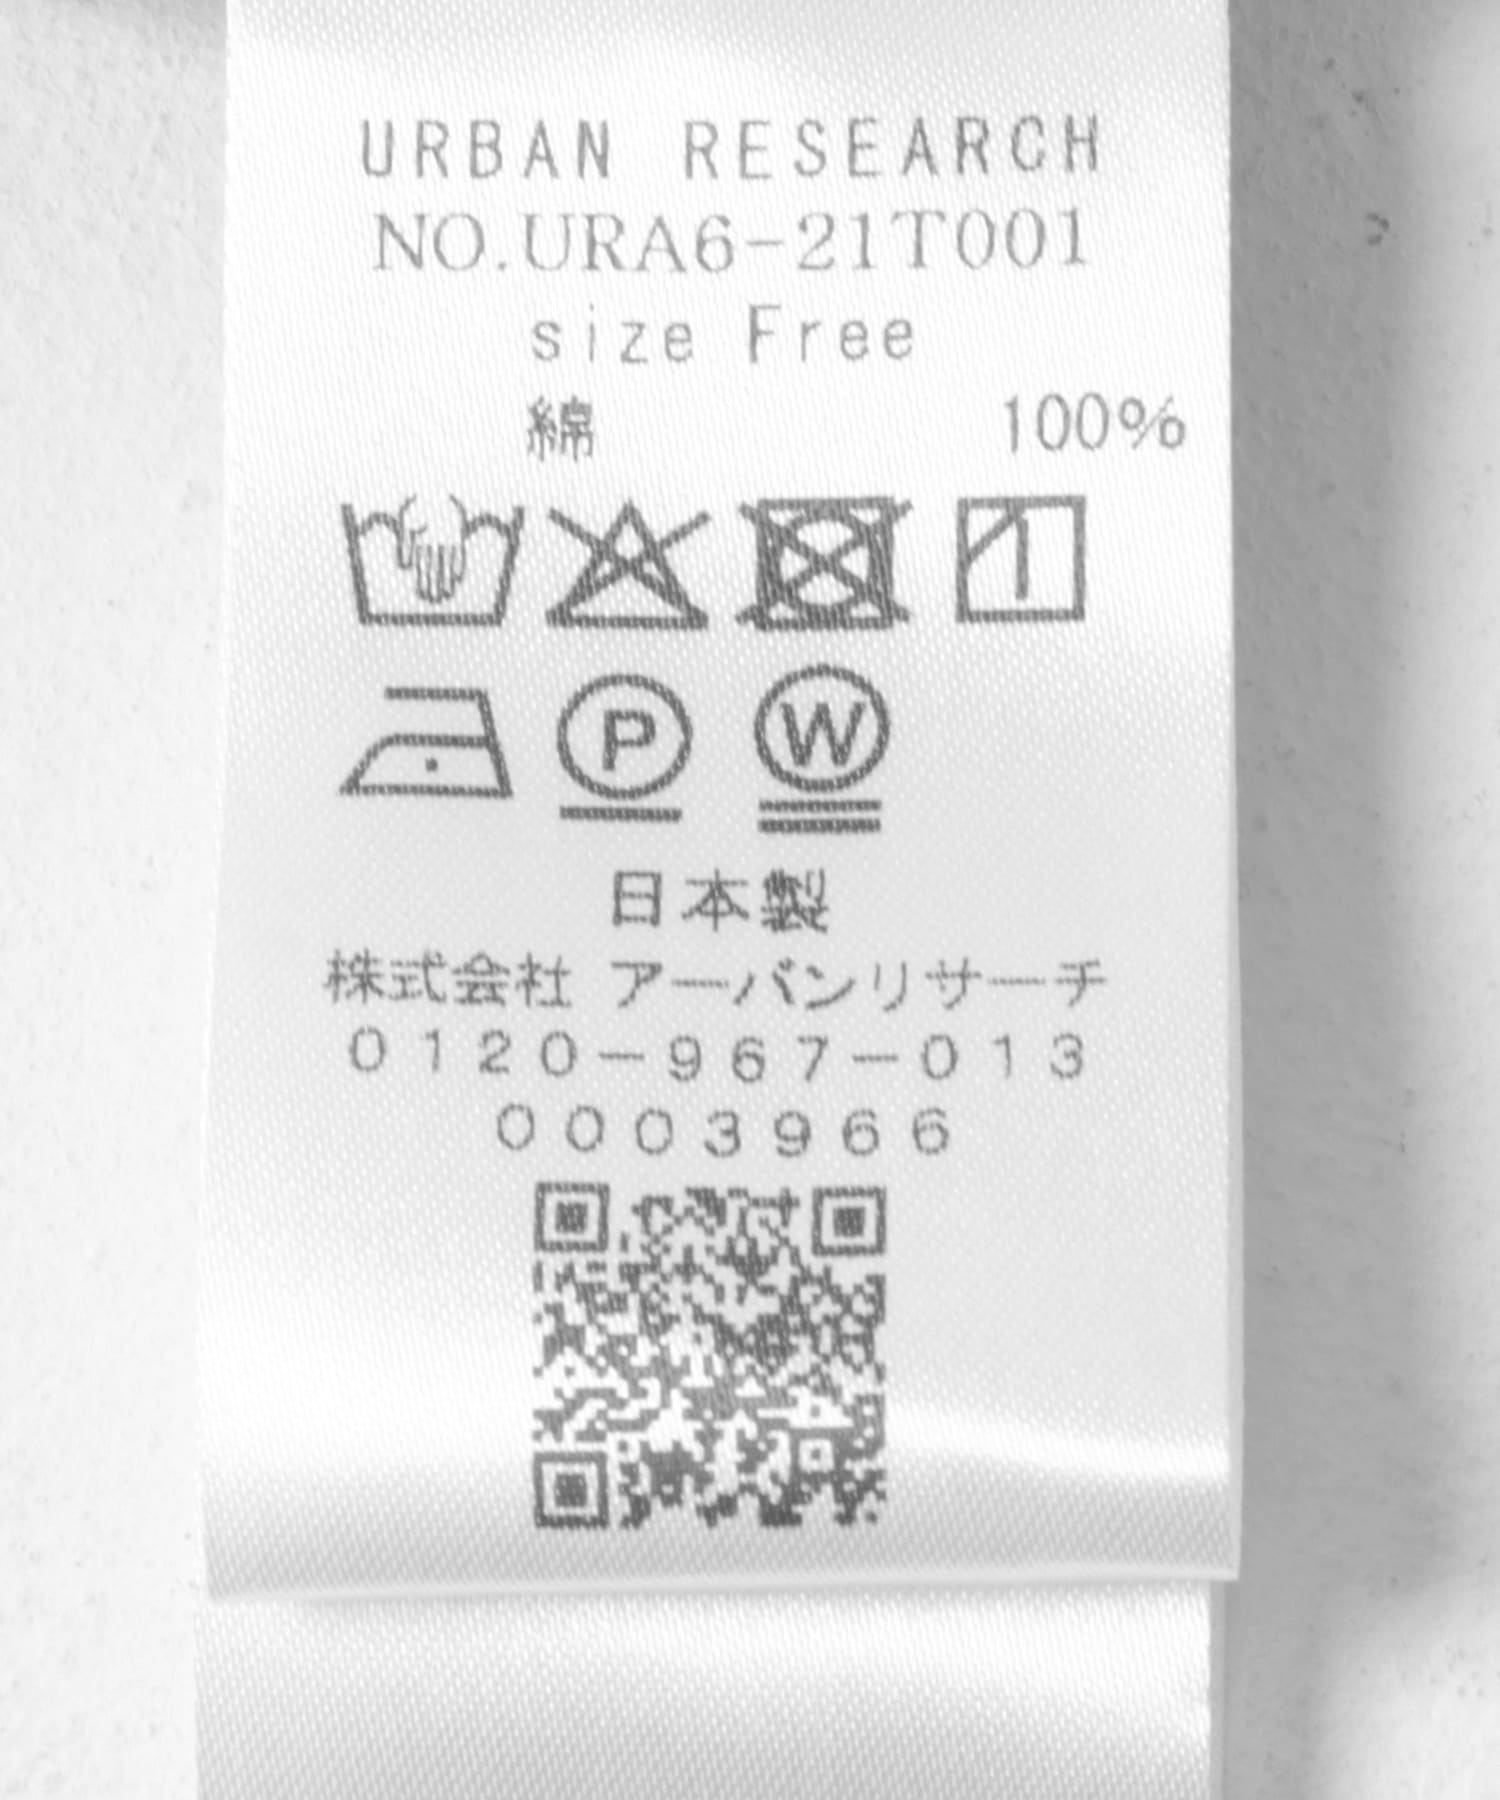 URBAN RESEARCH
NO.URA6-21T001
size Free
綿 100%
P W
日本製
株式会社 アーバンリサーチ
0120-967-013
0003966